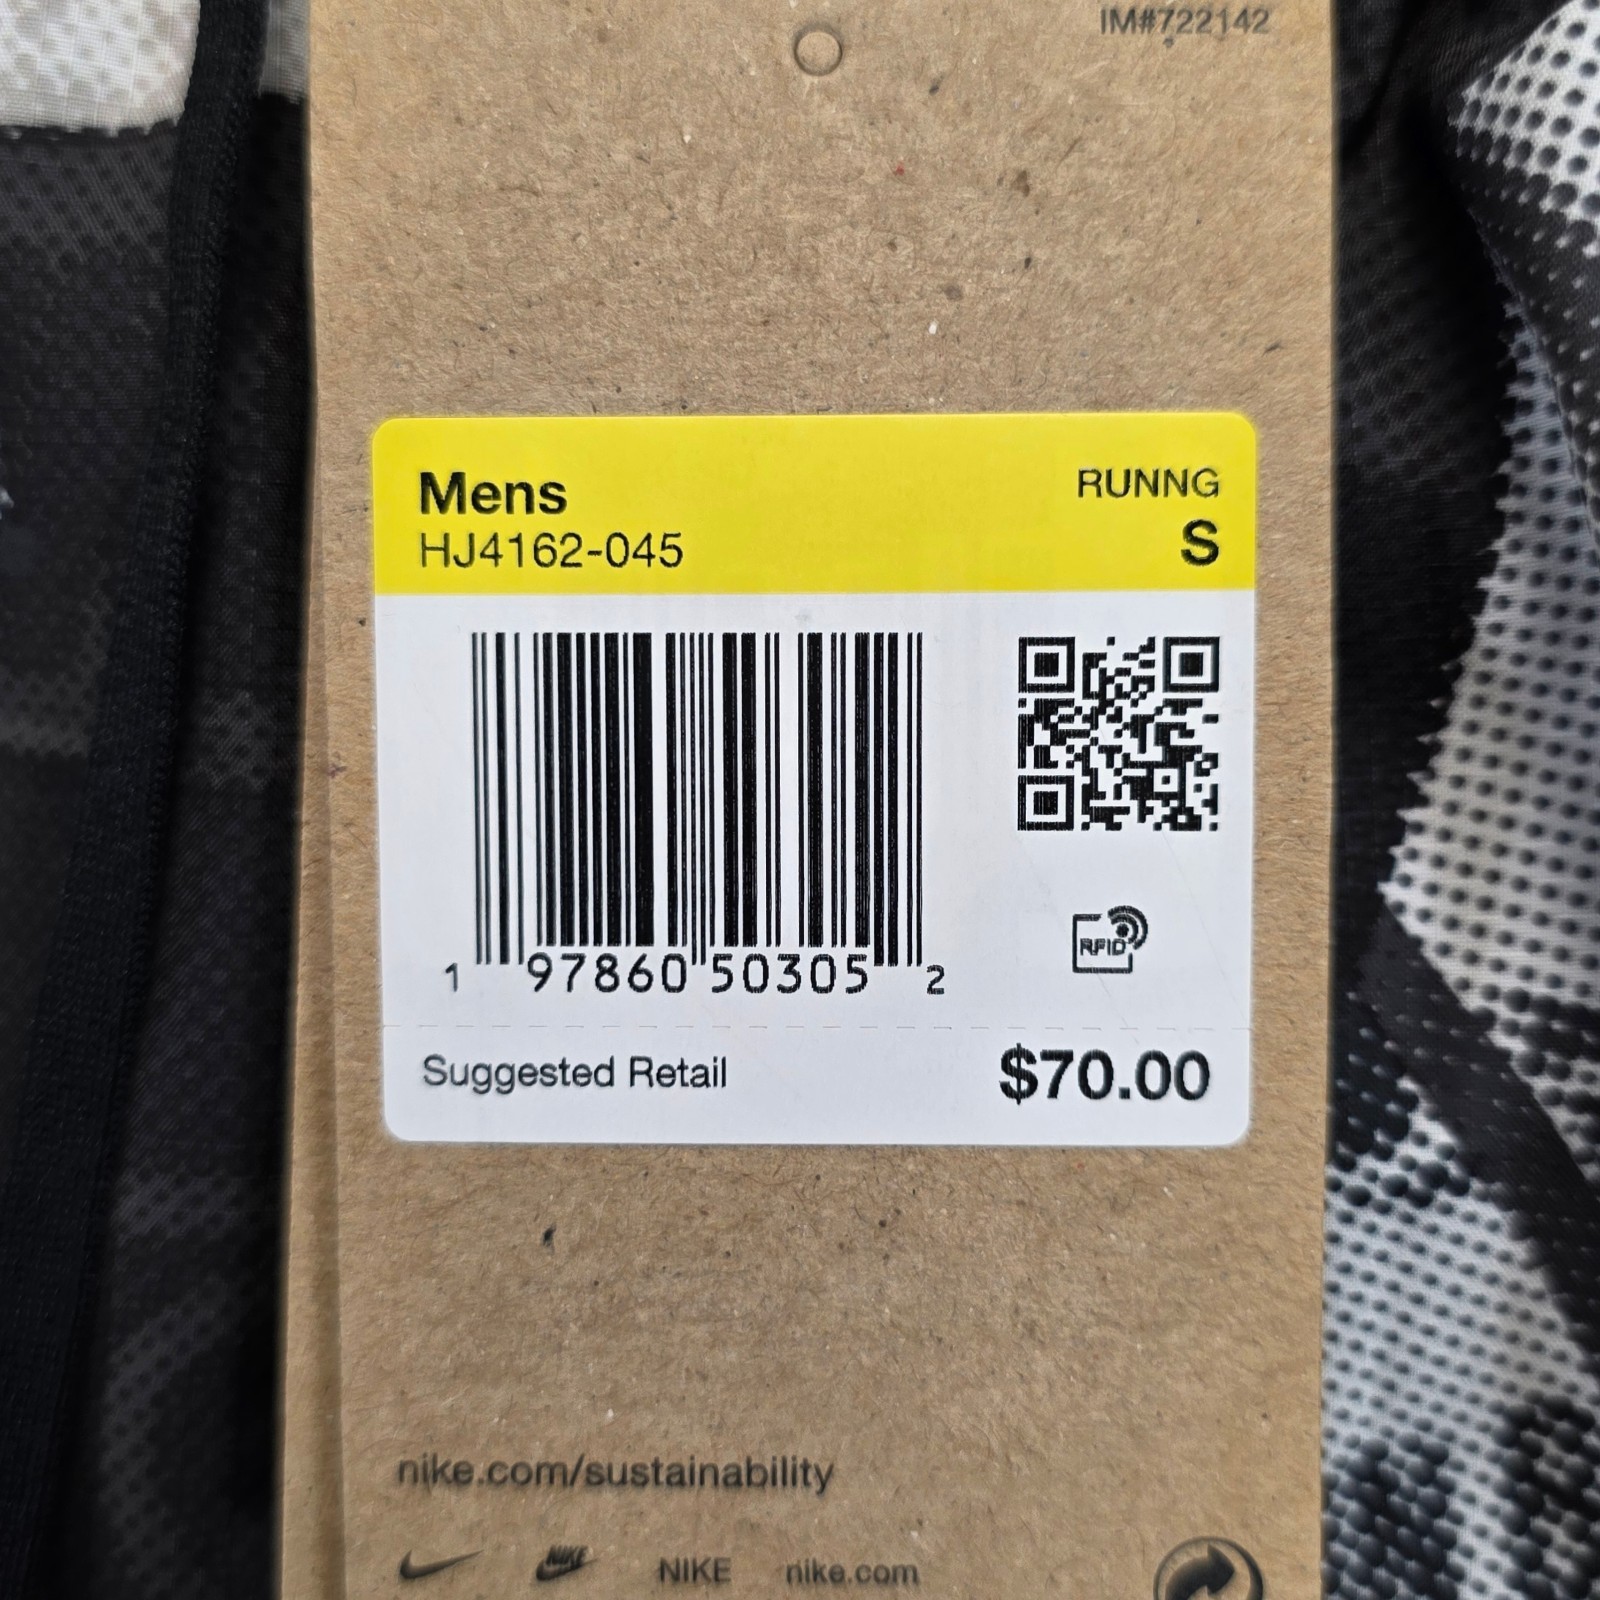 IM#722142
Mens
RUNNG
HJ4162-045
S
1 97860 50305 2
RFID
Suggested Retail
$70.00
nike.com/sustainability
NIKE NIKE nike.com